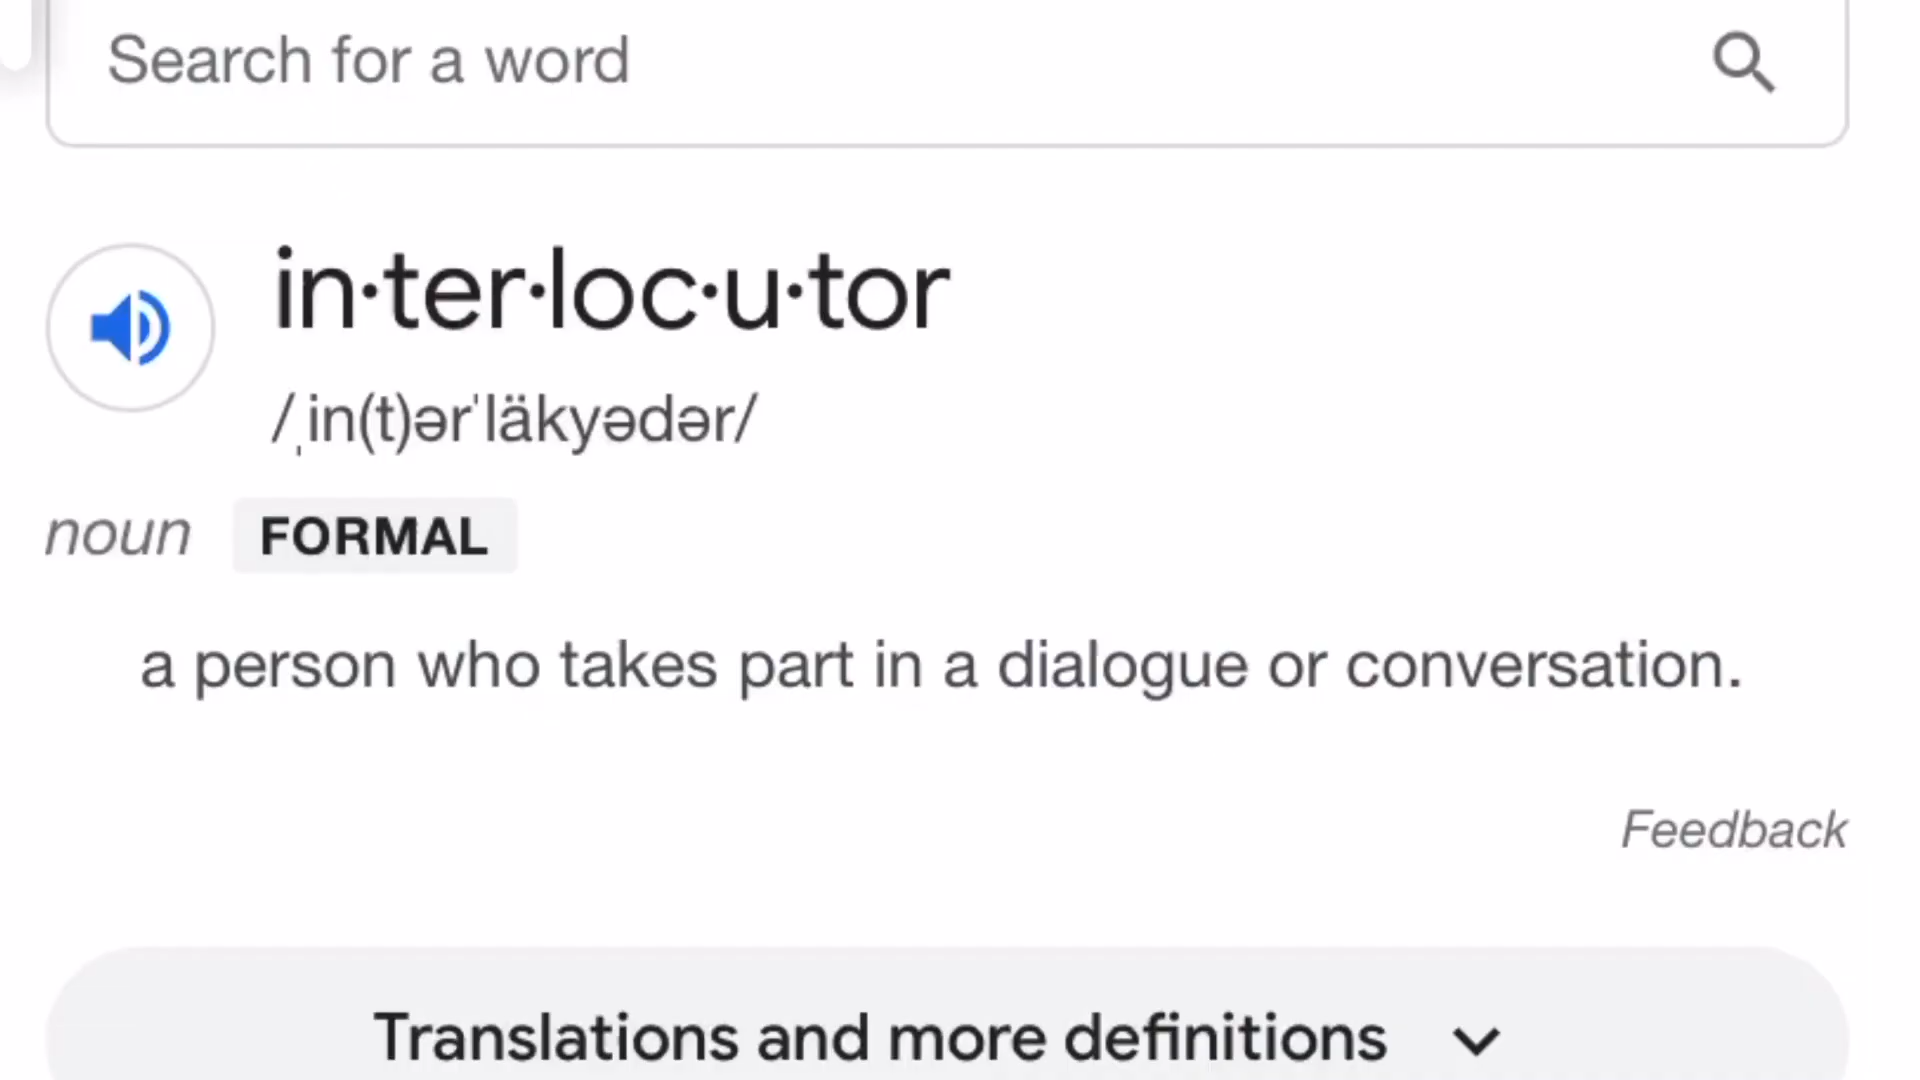 Search for a word
in·ter·loc·u·tor
/ˌin(t)ərˈläkyədər/
noun FORMAL
a person who takes part in a dialogue or conversation.
Feedback
Translations and more definitions